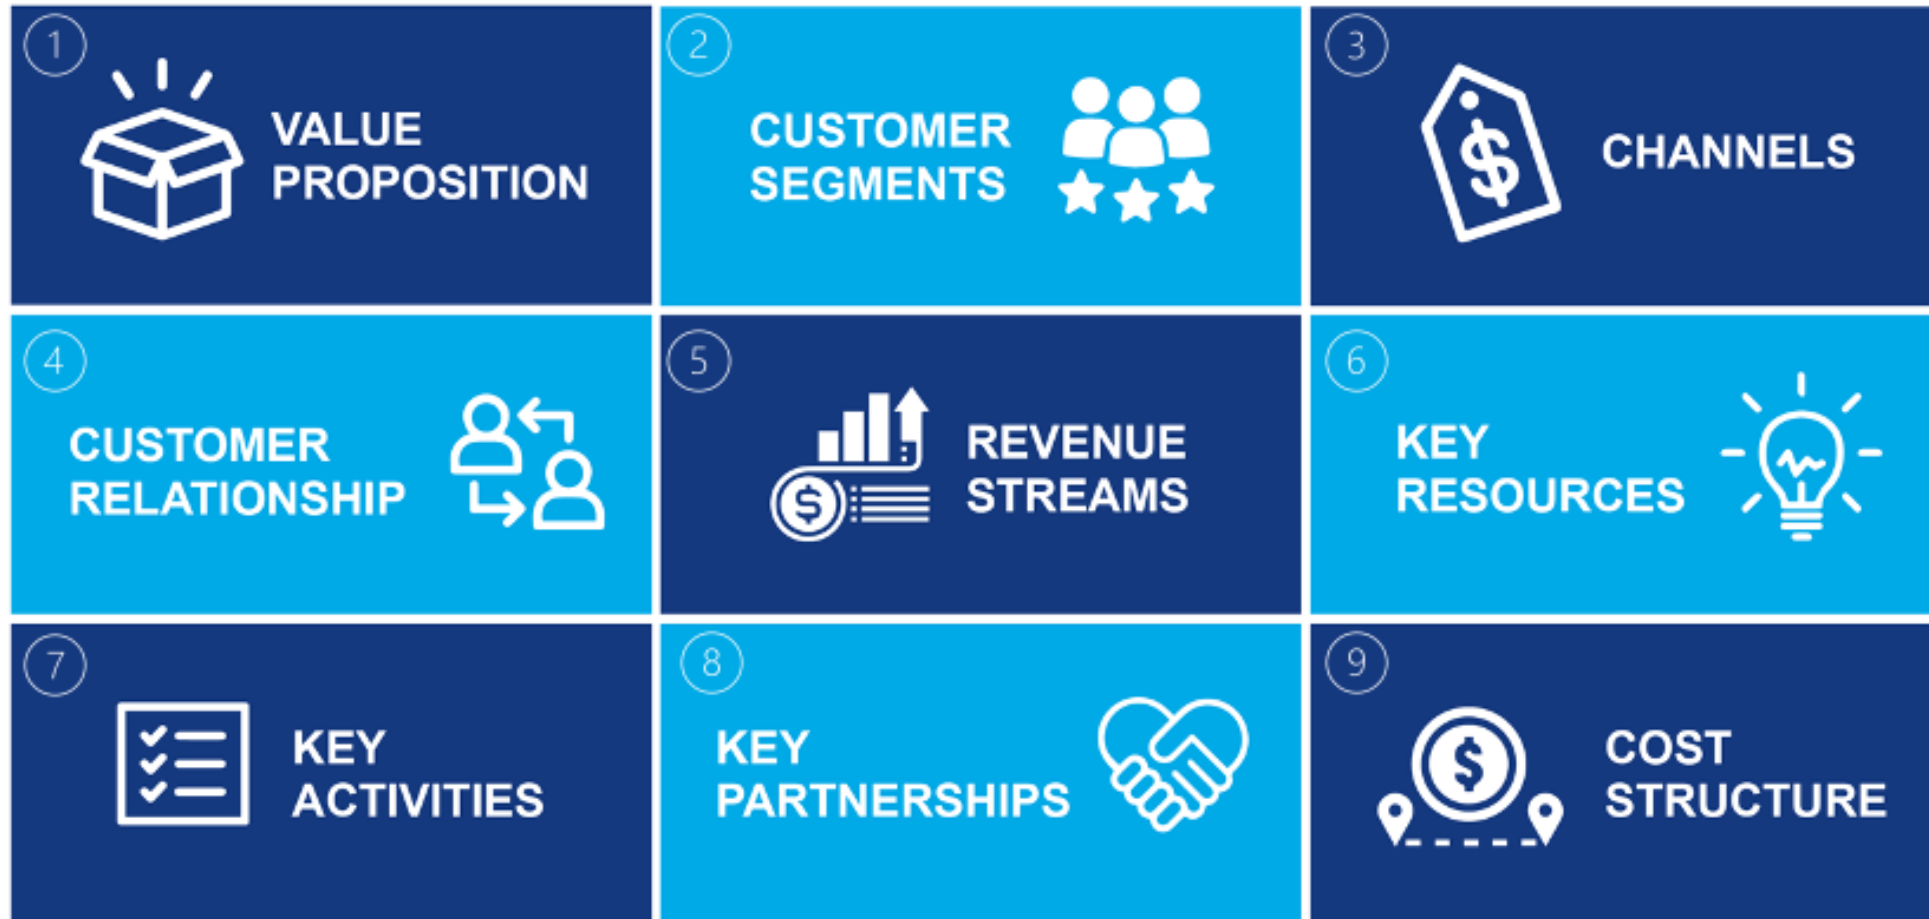 1
VALUE
PROPOSITION
2
CUSTOMER
SEGMENTS
3
$
CHANNELS
4
CUSTOMER
RELATIONSHIP
5
$
REVENUE
STREAMS
6
KEY
RESOURCES
7
KEY
ACTIVITIES
8
KEY
PARTNERSHIPS
9
$
COST
STRUCTURE